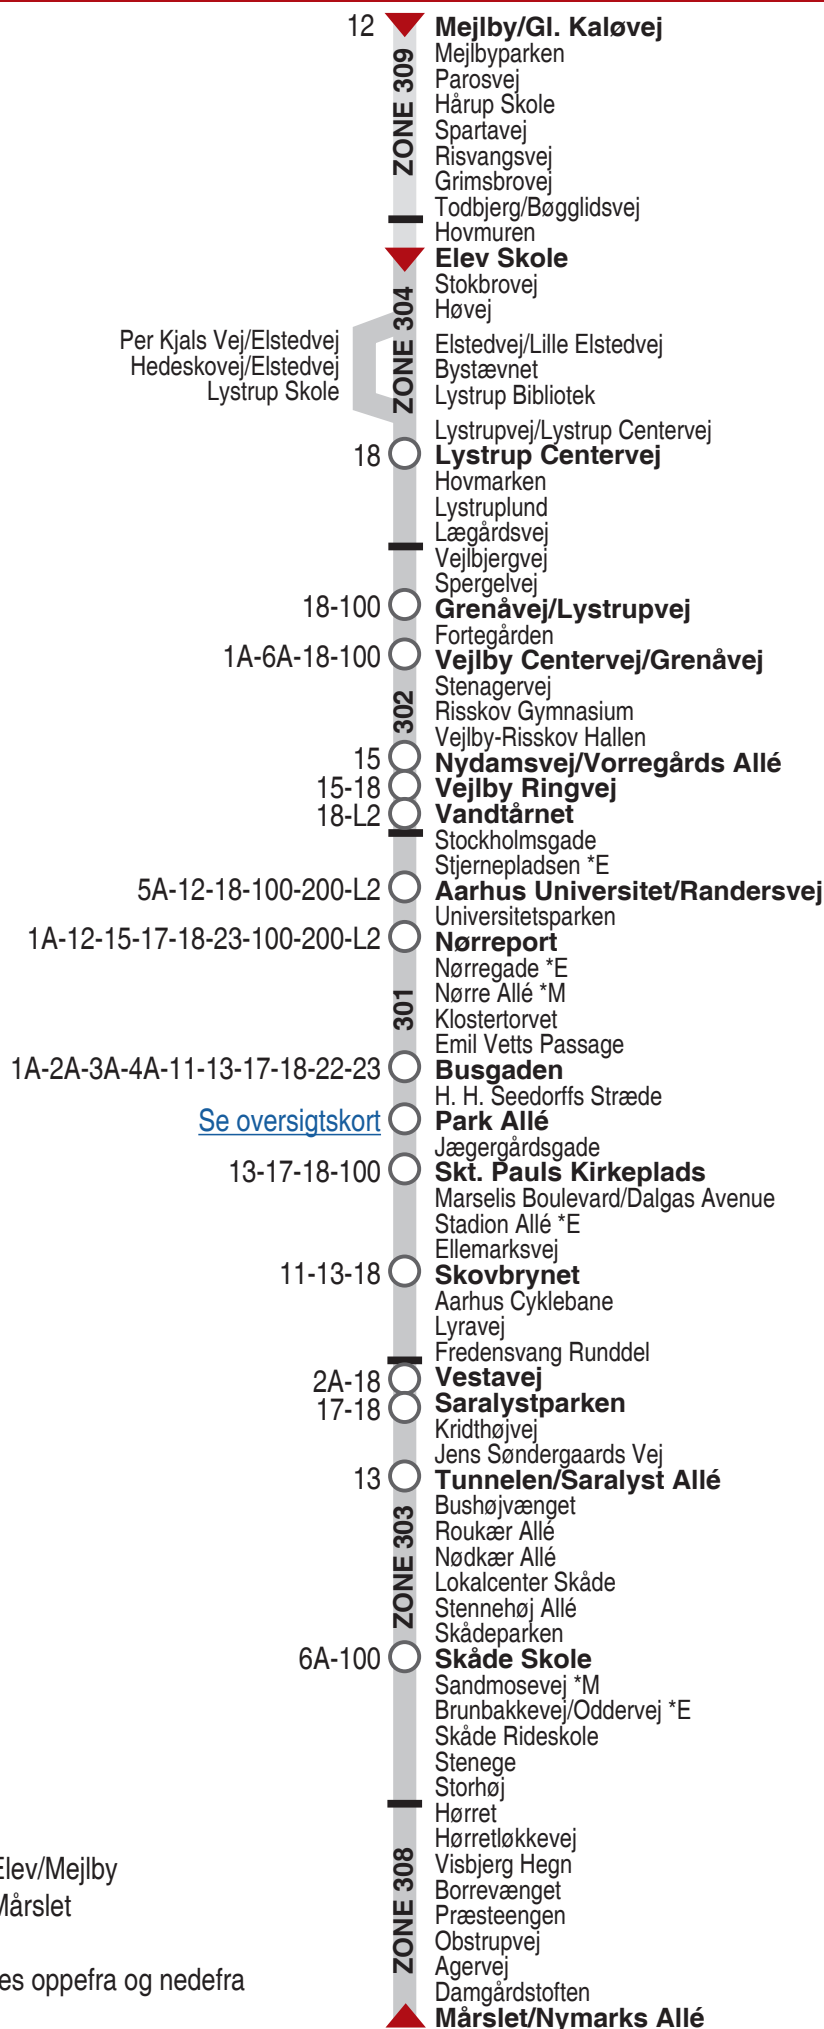 12 Mejlby/Gl. Kaløvej
Mejlbyparken
Parosvej
Hårup Skole
Spartavej
Risvangsvej
Grimsbrovej
Todbjerg/Bøgglidsvej
ZONE 309
Hovmuren
Elev Skole
Stokbrovej
Høvej
ZONE 304
Per Kjals Vej/Elstedvej
Hedeskovej/Elstedvej
Lystrup Skole
Elstedvej/Lille Elstedvej
Bystævnet
Lystrup Bibliotek
Lystrupvej/Lystrup Centervej
18 Lystrup Centervej
Hovmarken
Lystruplund
Lægårdsvej
Vejlbjergvej
Spergelvej
18-100 Grenåvej/Lystrupvej
Fortegården
1A-6A-18-100 Vejlby Centervej/Grenåvej
Stenagervej
Risskov Gymnasium
Vejlby-Risskov Hallen
302
15 Nydamsvej/Vorregårds Allé
15-18 Vejlby Ringvej
18-L2 Vandtårnet
Stockholmsgade
Stjernepladsen *E
5A-12-18-100-200-L2 Aarhus Universitet/Randersvej
Universitetsparken
1A-12-15-17-18-23-100-200-L2 Nørreport
Nørregade *E
Nørre Allé *M
Klostertorvet
Emil Vetts Passage
301
1A-2A-3A-4A-11-13-17-18-22-23 Busgaden
H. H. Seedorffs Stræde
Se oversigtskort Park Allé
Jægergårdsgade
13-17-18-100 Skt. Pauls Kirkeplads
Marselis Boulevard/Dalgas Avenue
Stadion Allé *E
Ellemarksvej
11-13-18 Skovbrynet
Aarhus Cyklebane
Lyravej
Fredensvang Runddel
2A-18 Vestavej
17-18 Saralystparken
Kridthøjvej
Jens Søndergaards Vej
13 Tunnelen/Saralyst Allé
Bushøjvænget
Roukær Allé
Nødkær Allé
Lokalcenter Skåde
Stennehøj Allé
Skådeparken
ZONE 303
6A-100 Skåde Skole
Sandmosevej *M
Brunbakkevej/Oddervej *E
Skåde Rideskole
Stenege
Storhøj
Hørret
Hørretløkkevej
Visbjerg Hegn
Borrevænget
Præsteengen
Obstrupvej
Agervej
Damgårdstoften
ZONE 308
Mårslet/Nymarks Allé
Elev/Mejlby
Mårslet
es oppefra og nedefra